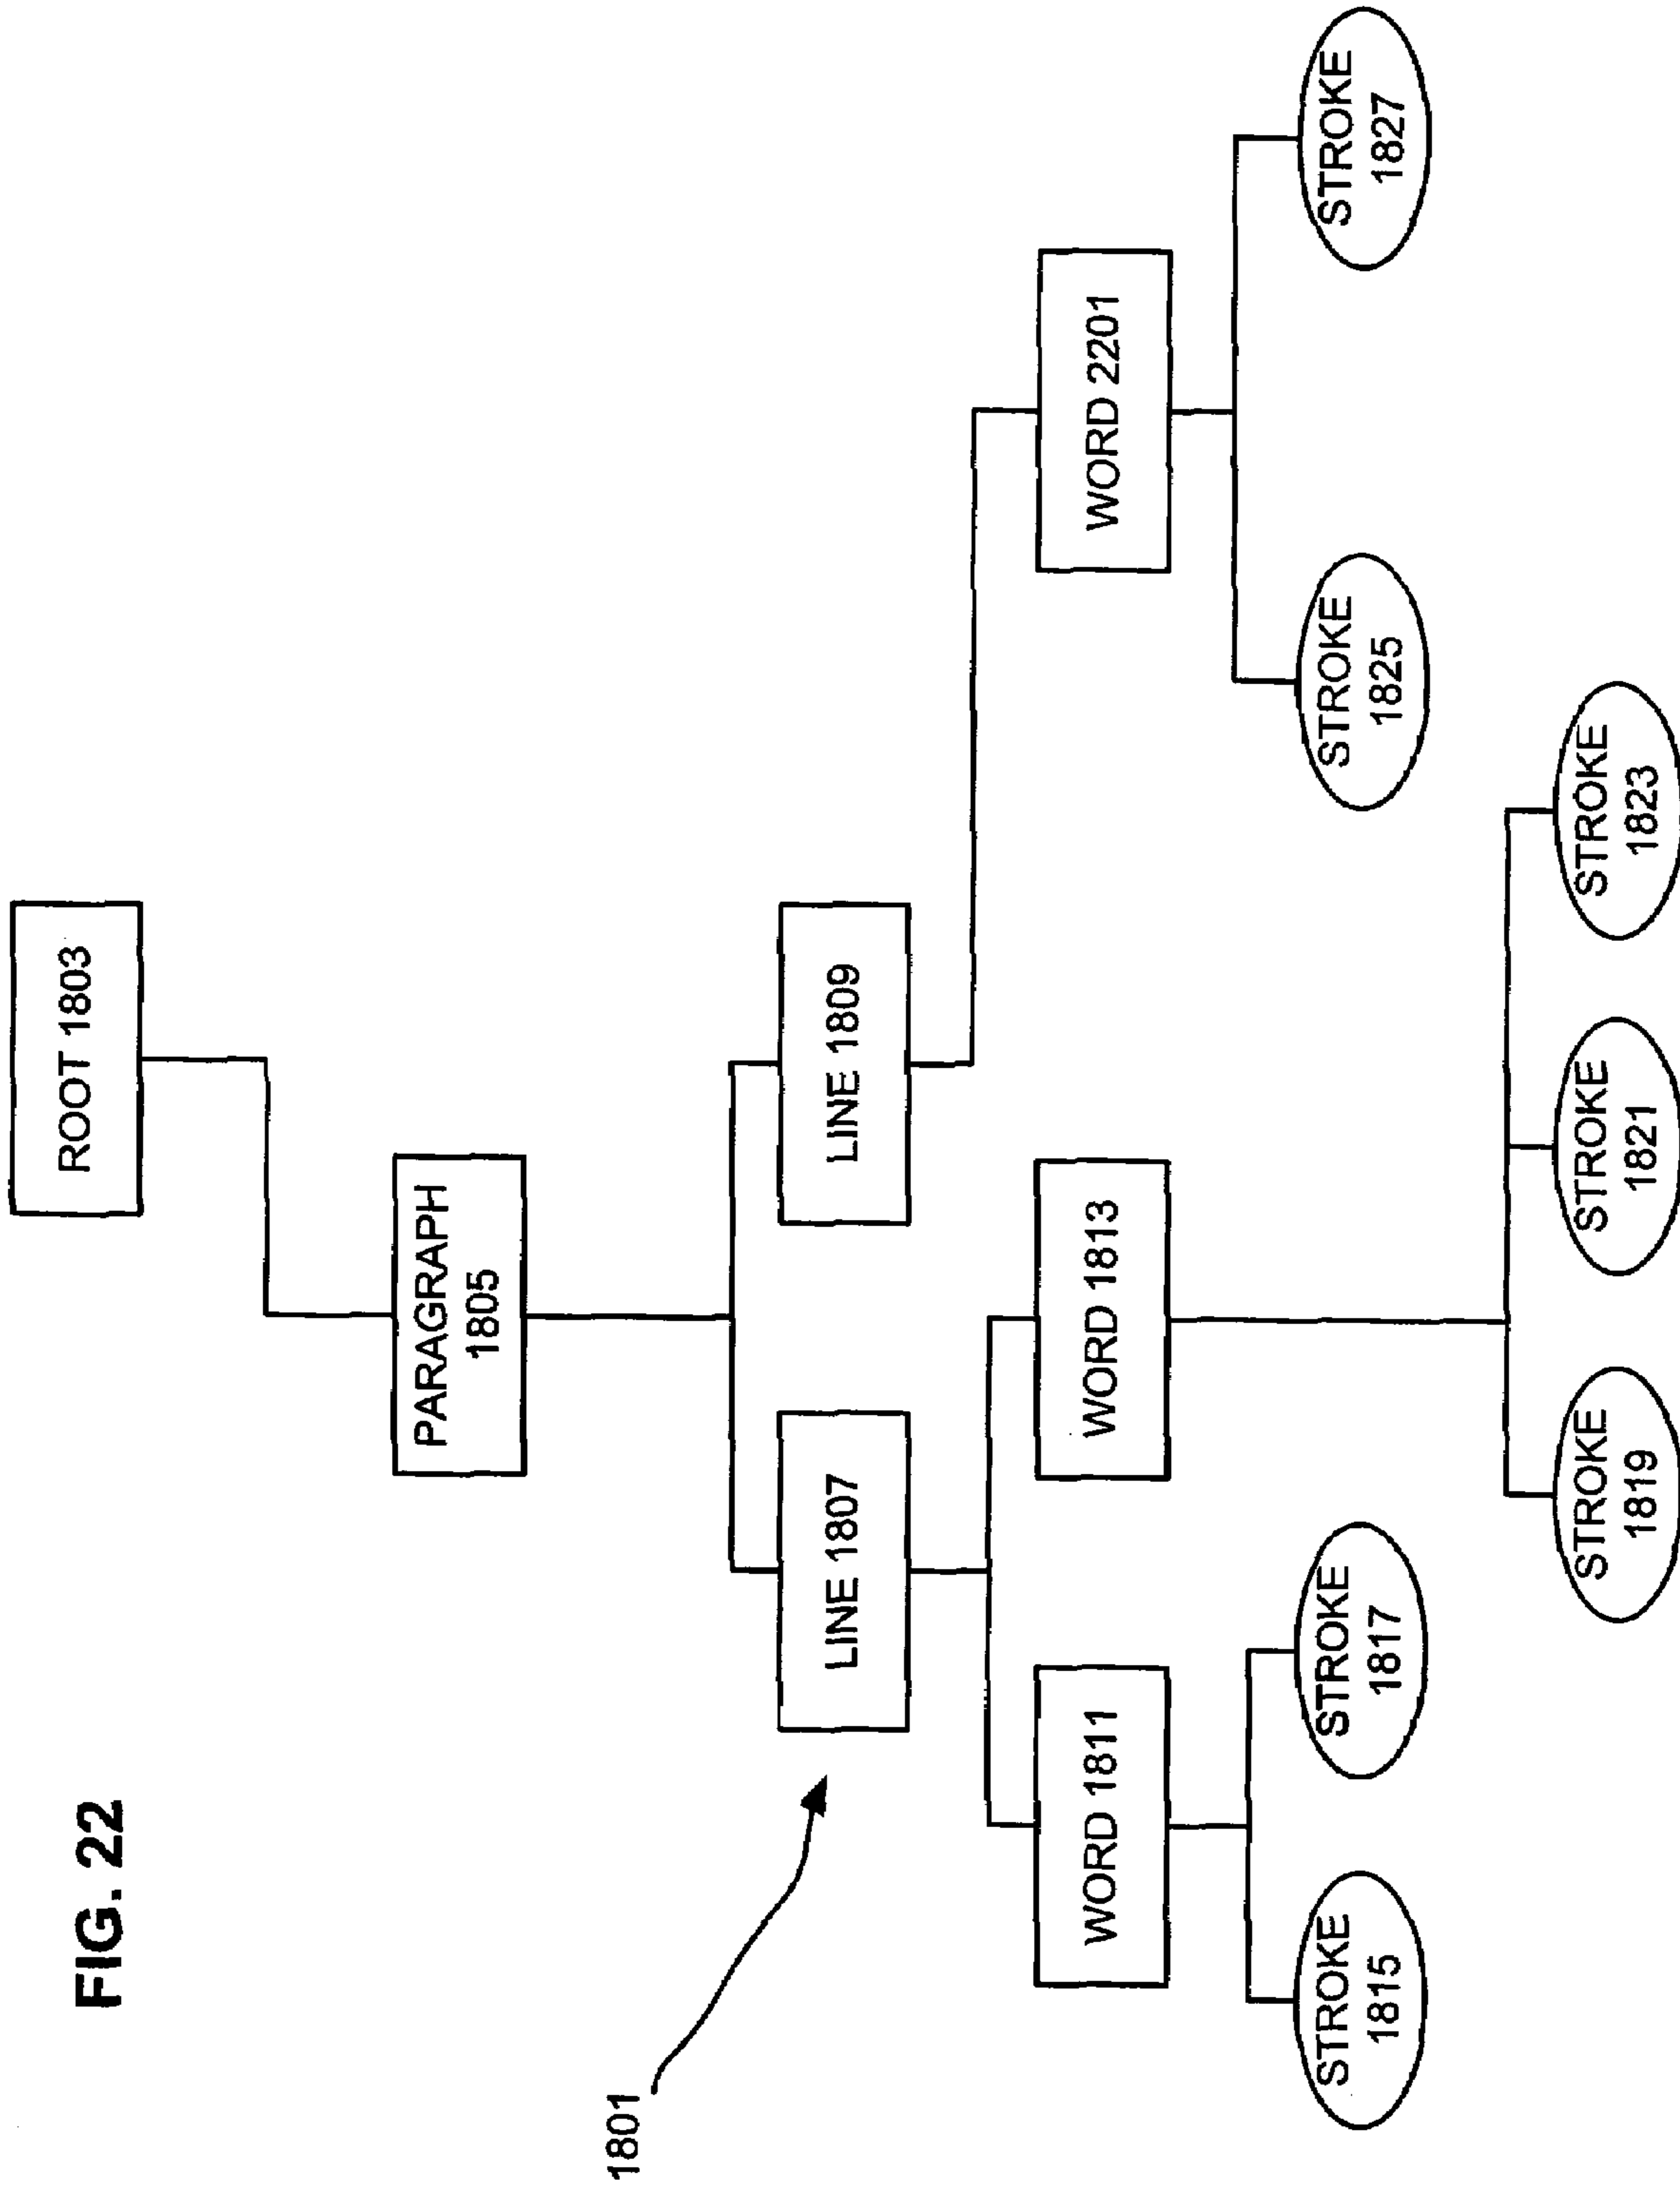 FIG. 22
ROOT 1803
PARAGRAPH
1805
1801
LINE 1807
LINE 1809
WORD 1811
WORD 1813
WORD 2201
STROKE
1815
STROKE
1817
STROKE
1825
STROKE
1827
STROKE
1819
STROKE
1821
STROKE
1823